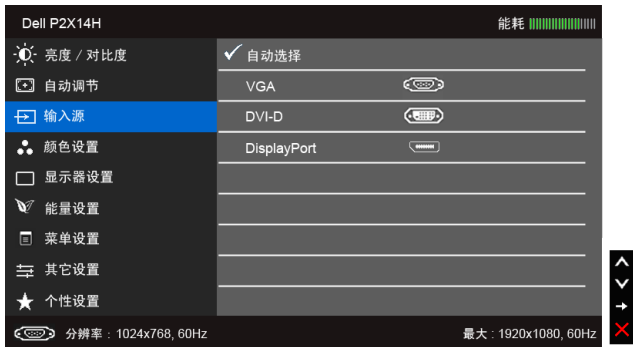 Dell P2X14H
能耗
亮度 / 对比度
自动选择
自动调节
VGA
输入源
DVI-D
颜色设置
DisplayPort
显示器设置
能量设置
菜单设置
其它设置
个性设置
分辨率 : 1024x768, 60Hz
最大 : 1920x1080, 60Hz